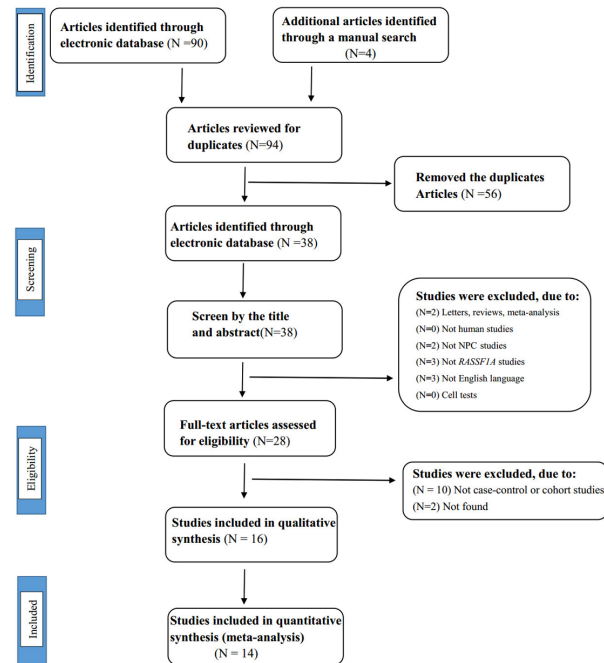 Identification
Articles identified through
electronic database (N =90)
Additional articles identified
through a manual search
(N=4)
Articles reviewed for
duplicates (N=94)
Removed the duplicates
Articles (N =56)
Screening
Articles identified through
electronic database (N =38)
Screen by the title
and abstract(N=38)
Studies were excluded, due to:
(N=2) Letters, reviews, meta-analysis
(N=0) Not human studies
(N=2) Not NPC studies
(N=3) Not RASSF1A studies
(N=3) Not English language
(N=0) Cell tests
Eligibility
Full-text articles assessed
for eligibility (N=28)
Studies were excluded, due to:
(N = 10) Not case-control or cohort studies
(N=2) Not found
Studies included in qualitative
synthesis (N = 16)
Included
Studies included in quantitative
synthesis (meta-analysis)
(N = 14)